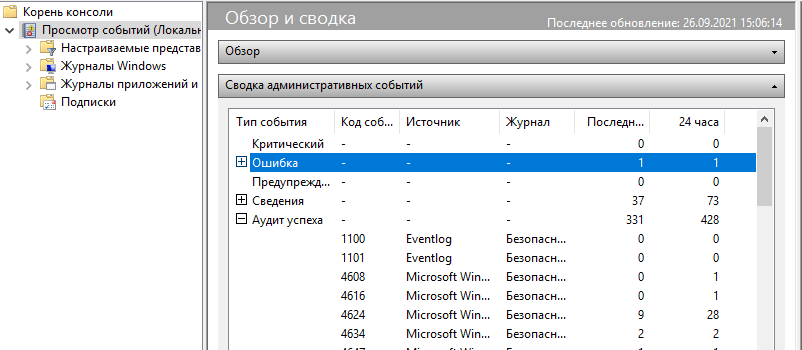 Корень консоли
Просмотр событий (Локальн
Настраиваемые представ
Журналы Windows
Журналы приложений и
Подписки
Обзор и сводка
Последнее обновление: 26.09.2021 15:06:14
Обзор
Сводка административных событий
Тип события Код соб... Источник Журнал Последн... 24 часа
Критический - - - 0 0
Ошибка - - - 1 1
Предупрежд... - - - 0 0
Сведения - - - 37 73
Аудит успеха - - - 331 428
1100 Eventlog Безопасн... 0 0
1101 Eventlog Безопасн... 0 0
4608 Microsoft Win... Безопасн... 0 1
4616 Microsoft Win... Безопасн... 0 1
4624 Microsoft Win... Безопасн... 9 28
4634 Microsoft Win... Безопасн... 2 2